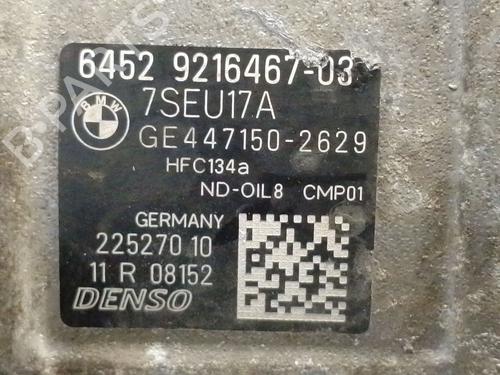 6452 9216467-03
BMW
7SEU17A
GE447150-2629
HFC134a
ND-OIL8 CMP01
GERMANY
225270 10
11 R 08152
DENSO
B-PARTS